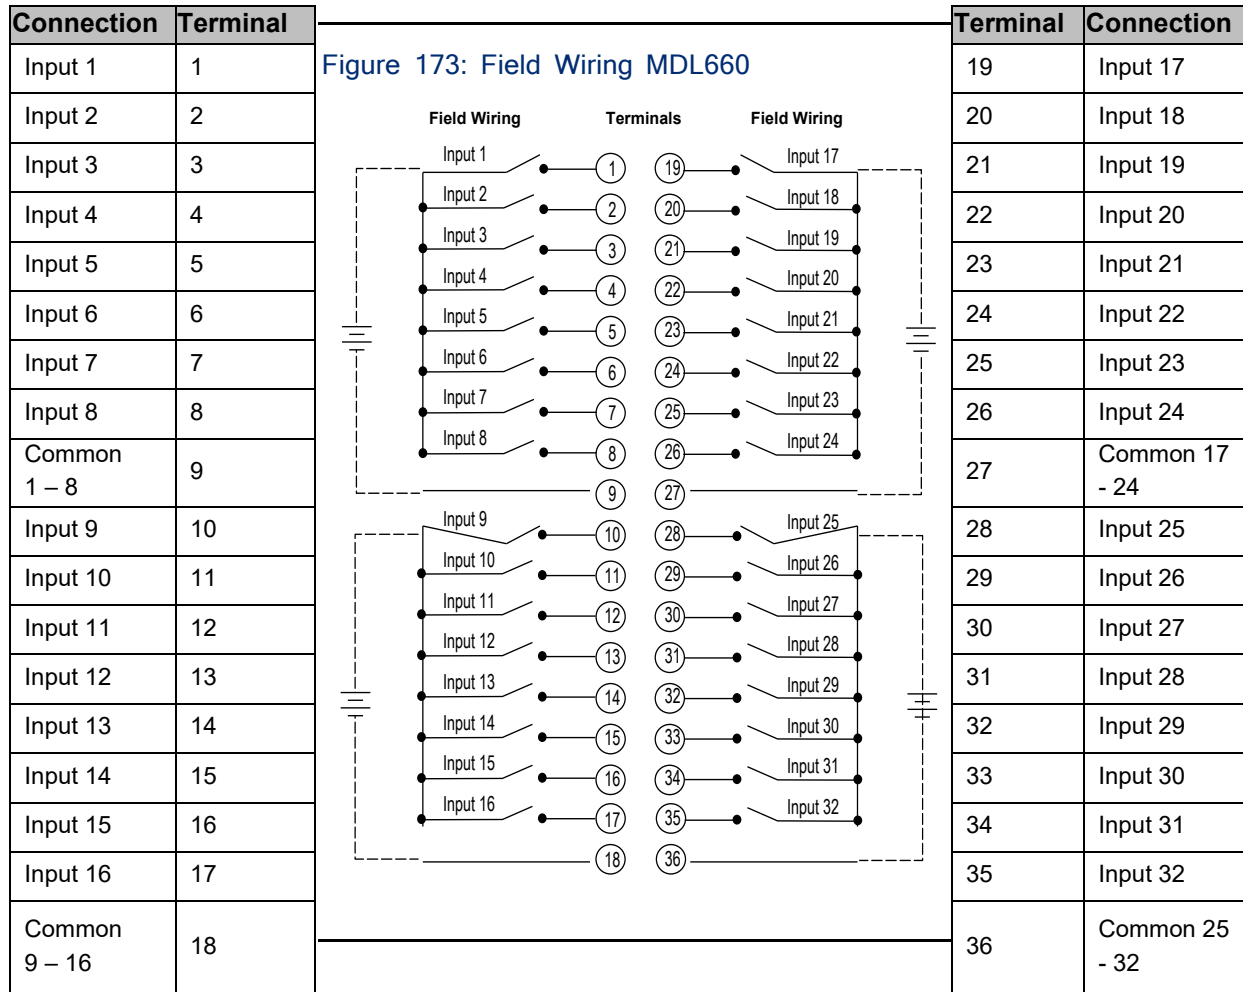 Connection Terminal
Input 1 1
Input 2 2
Input 3 3
Input 4 4
Input 5 5
Input 6 6
Input 7 7
Input 8 8
Common
1 – 8 9
Input 9 10
Input 10 11
Input 11 12
Input 12 13
Input 13 14
Input 14 15
Input 15 16
Input 16 17
Common
9 – 16 18
Figure 173: Field Wiring MDL660
Field Wiring Terminals Field Wiring
Input 1 1 19 Input 17
Input 2 2 20 Input 18
Input 3 3 21 Input 19
Input 4 4 22 Input 20
Input 5 5 23 Input 21
Input 6 6 24 Input 22
Input 7 7 25 Input 23
Input 8 8 26 Input 24
9 27
Input 9 10 28 Input 25
Input 10 11 29 Input 26
Input 11 12 30 Input 27
Input 12 13 31 Input 28
Input 13 14 32 Input 29
Input 14 15 33 Input 30
Input 15 16 34 Input 31
Input 16 17 35 Input 32
18 36
Terminal Connection
19 Input 17
20 Input 18
21 Input 19
22 Input 20
23 Input 21
24 Input 22
25 Input 23
26 Input 24
27 Common 17
- 24
28 Input 25
29 Input 26
30 Input 27
31 Input 28
32 Input 29
33 Input 30
34 Input 31
35 Input 32
36 Common 25
- 32